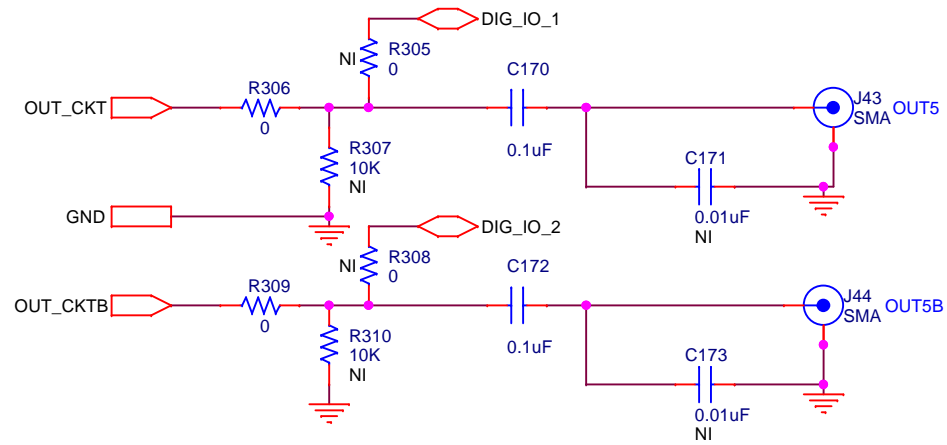 DIG_IO_1
NI
R305
0
C170
R306
OUT_CKT
0
0.1uF
J43
SMA
OUT5
R307
10K
NI
C171
0.01uF
NI
GND
DIG_IO_2
NI
R308
0
C172
R309
OUT_CKTB
0
0.1uF
J44
SMA
OUT5B
R310
10K
NI
C173
0.01uF
NI